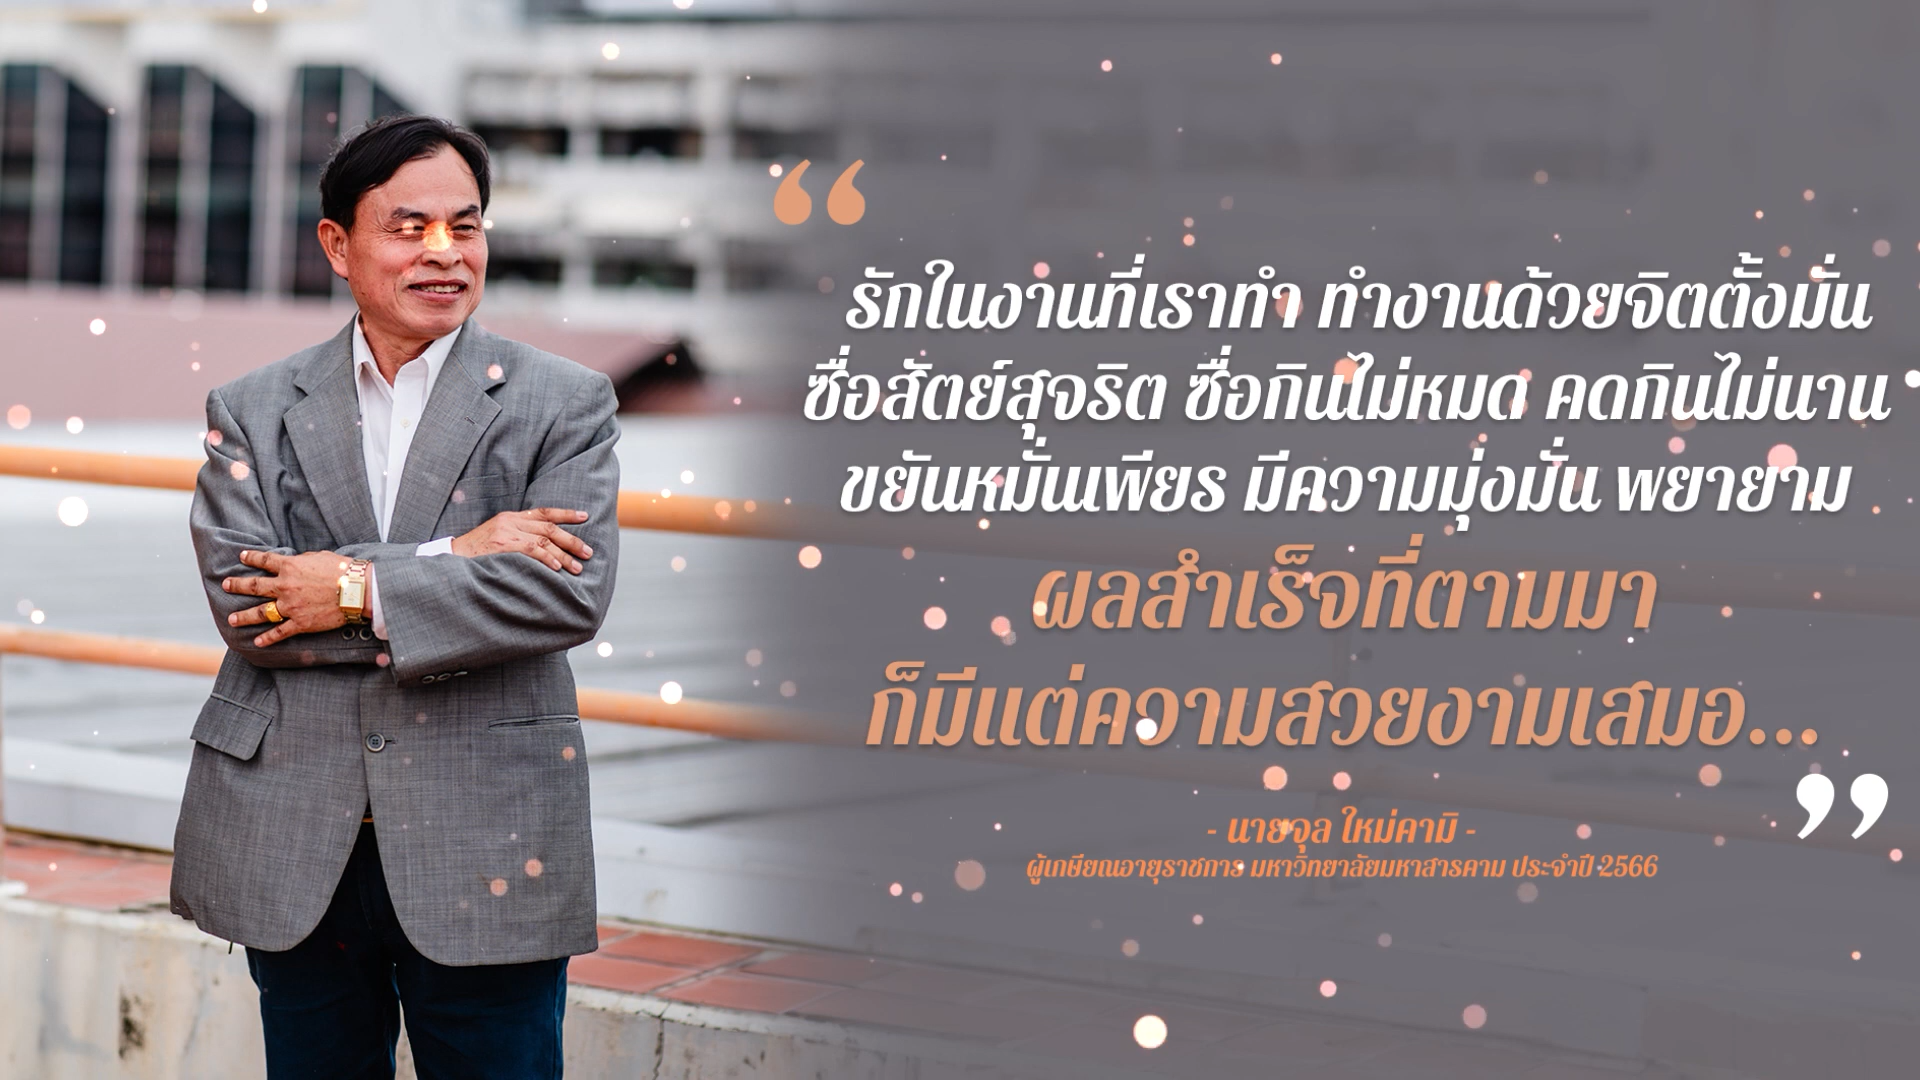 “
รักในงานที่เราทำ ทำงานด้วยจิตตั้งมั่น
ซื่อสัตย์สุจริต ซื่อกินไม่หมด คดกินไม่นาน
ขยันหมั่นเพียร มีความมุ่งมั่น พยายาม
ผลสำเร็จที่ตามมา
ก็มีแต่ความสวยงามเสมอ...
”
- นายจุล ใหม่คามิ -
ผู้เกษียณอายุราชการ มหาวิทยาลัยมหาสารคาม ประจำปี 2566